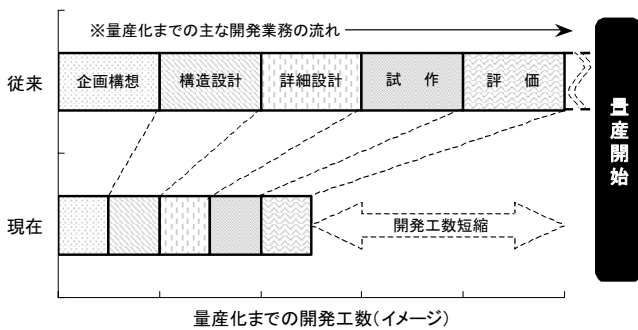 ※量産化までの主な開発業務の流れ
従来
企画構想
構造設計
詳細設計
試　作
評　価
量産開始
現在
開発工数短縮
量産化までの開発工数(イメージ)